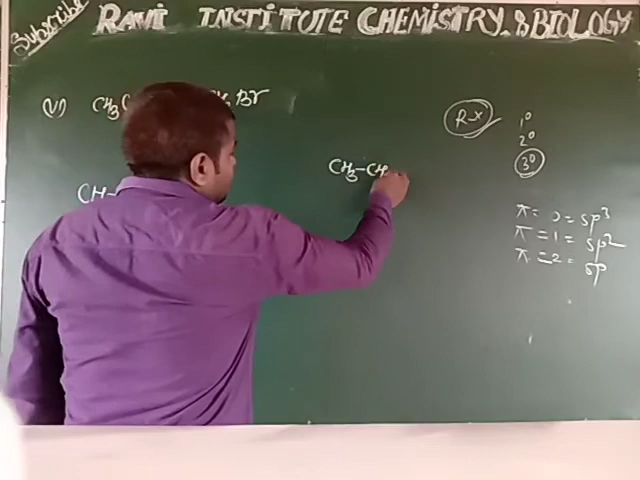 Subscribe
RAVI INSTITUTE CHEMISTRY & BIOLOGY
(VI) CH3 Br
R-X
1°
2°
3°
CH3-CH
CH-
π = 0 = sp3
π = 1 = sp2
π = 2 = sp